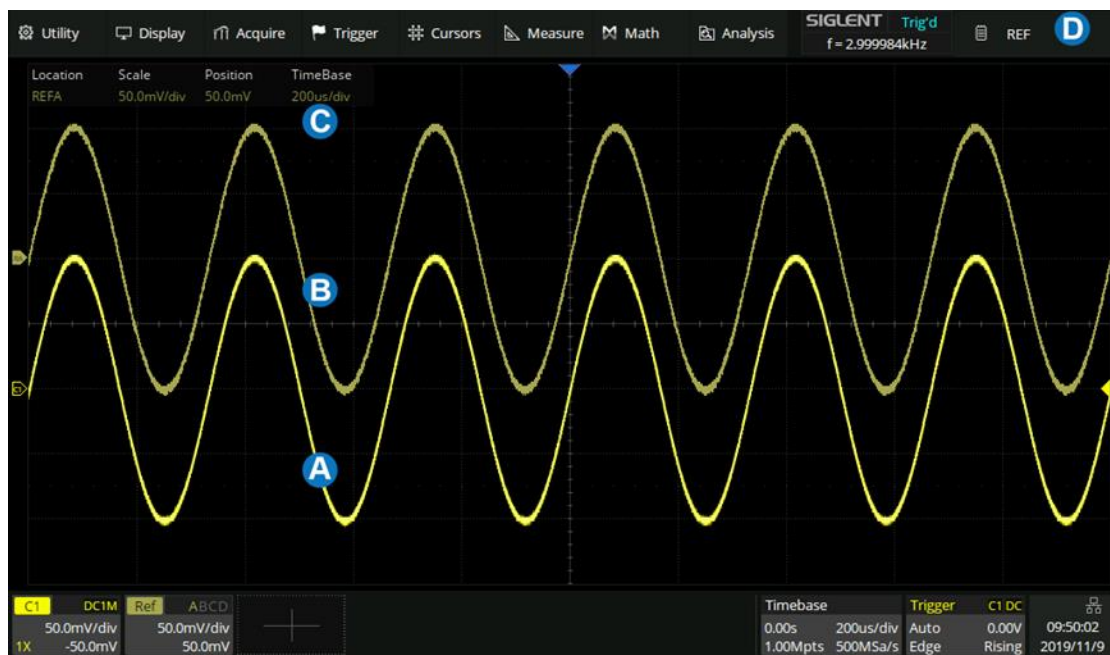 Utility Display Acquire Trigger Cursors Measure Math Analysis
SIGLENT Trig'd
f = 2.999984kHz
REF
D
Location Scale Position TimeBase
REFA 50.0mV/div 50.0mV 200us/div
C
B
C1
A
C1 DC1M
50.0mV/div
1X -50.0mV
Ref ABCD
50.0mV/div
50.0mV
Timebase
0.00s 200us/div
1.00Mpts 500MSa/s
Trigger C1 DC
Auto 0.00V
Edge Rising
09:50:02
2019/11/9